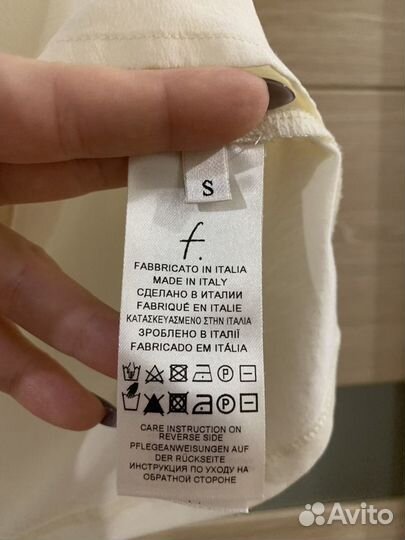 S
f.
FABBRICATO IN ITALIA
MADE IN ITALY
СДЕЛАНО В ИТАЛИИ
FABRIQUÉ EN ITALIE
ΚΑΤΑΣΚΕΥΑΣΜΕΝΟ ΣΤΗΝ ΙΤΑΛΙΑ
ЗРОБЛЕНО В ІТАЛІЇ
FABRICADO EM ITÁLIA
P
P
CARE INSTRUCTION ON
REVERSE SIDE
PFLEGEANWEISUNGEN AUF
DER RÜCKSEITE
ИНСТРУКЦИЯ ПО УХОДУ НА
ОБРАТНОЙ СТОРОНЕ
Avito